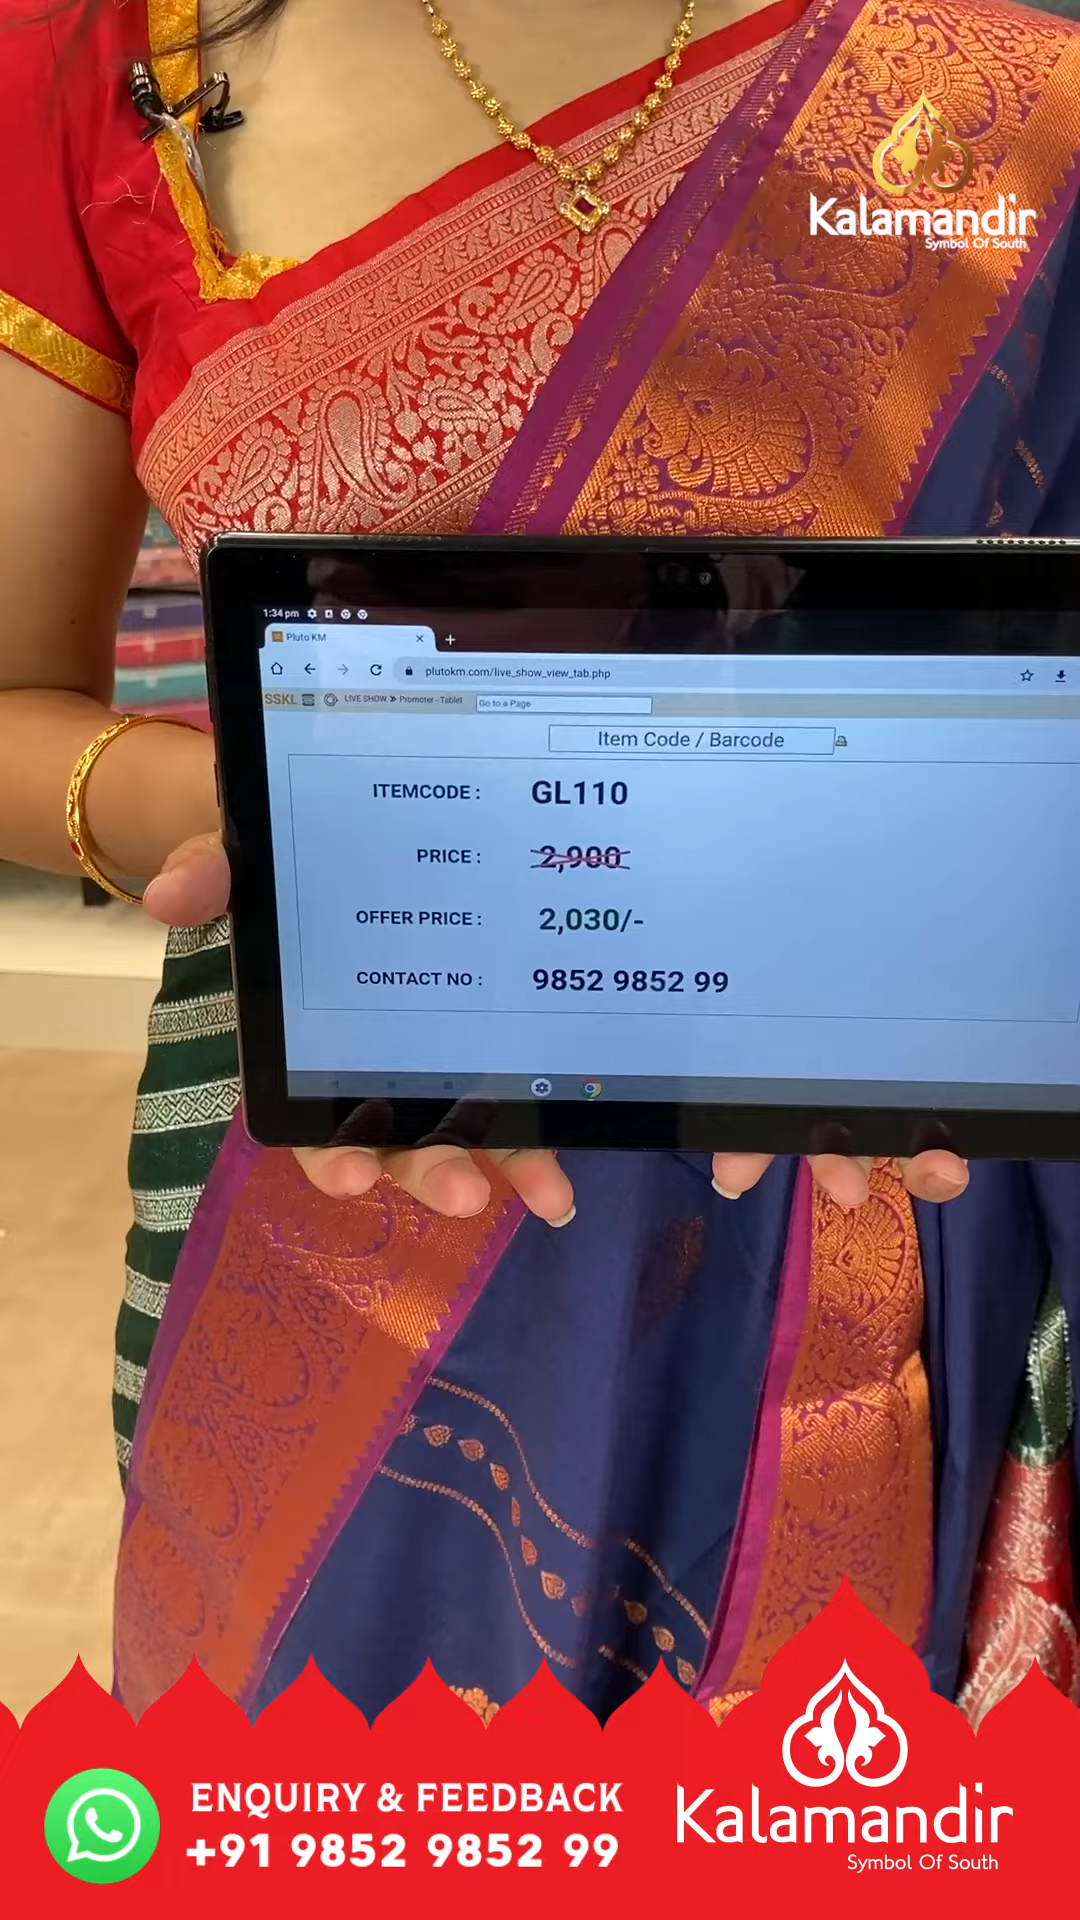 Kalamandir
Symbol Of South
1:34 pm
Pluto KM
plutokm.com/live_show_view_tab.php
SSKL
LIVE SHOW >> Promoter - Tablet
Go to a Page
Item Code / Barcode
ITEMCODE : GL110
PRICE : 2,900
OFFER PRICE : 2,030/-
CONTACT NO : 9852 9852 99
ENQUIRY & FEEDBACK
+91 9852 9852 99
Kalamandir
Symbol Of South